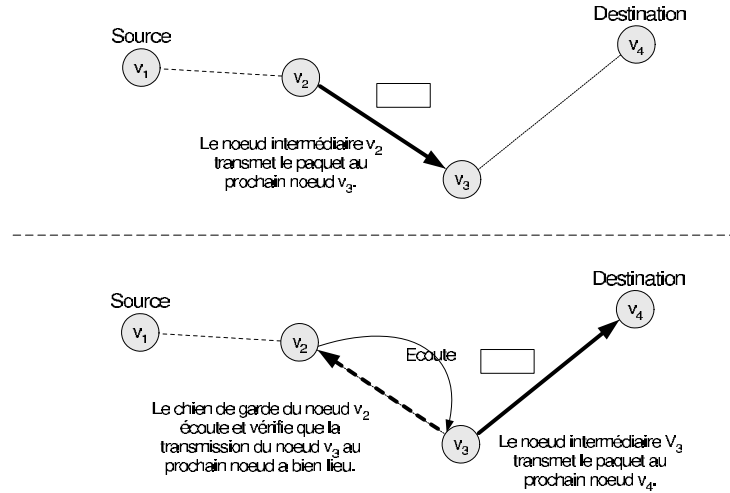 Source
Destination
v₁
v₂
v₄
Le noeud intermédiaire v₂
transmet le paquet au
prochain noeud v₃.
v₃
Source
Destination
v₁
v₂
v₄
Ecoute
Le chien de garde du noeud v₂
écoute et vérifie que la
transmission du noeud v₃ au
prochain noeud a bien lieu.
v₃
Le noeud intermédiaire V₃
transmet le paquet au
prochain noeud v₄.